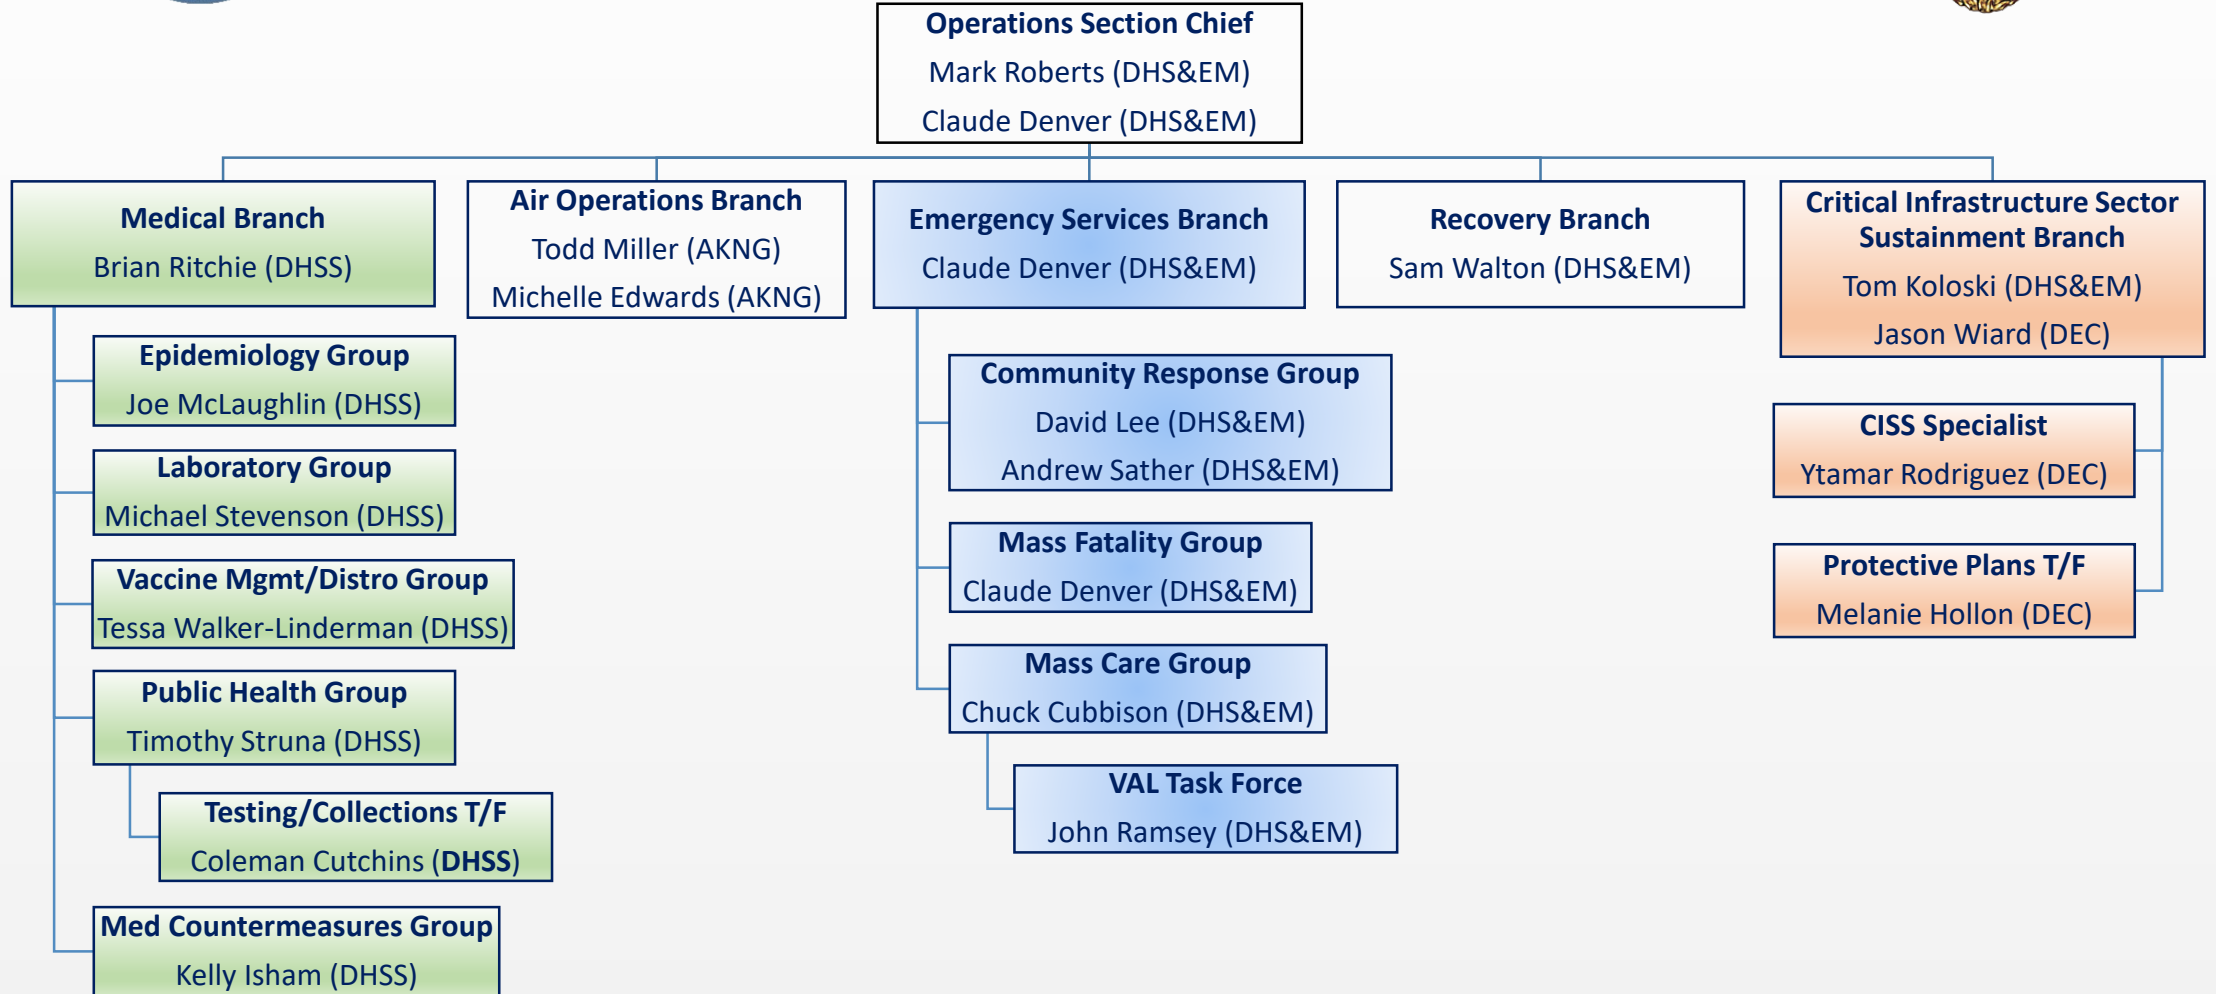 Operations Section Chief
Mark Roberts (DHS&EM)
Claude Denver (DHS&EM)
Medical Branch
Brian Ritchie (DHSS)
Epidemiology Group
Joe McLaughlin (DHSS)
Laboratory Group
Michael Stevenson (DHSS)
Vaccine Mgmt/Distro Group
Tessa Walker-Linderman (DHSS)
Public Health Group
Timothy Struna (DHSS)
Testing/Collections T/F
Coleman Cutchins (DHSS)
Med Countermeasures Group
Kelly Isham (DHSS)
Air Operations Branch
Todd Miller (AKNG)
Michelle Edwards (AKNG)
Emergency Services Branch
Claude Denver (DHS&EM)
Community Response Group
David Lee (DHS&EM)
Andrew Sather (DHS&EM)
Mass Fatality Group
Claude Denver (DHS&EM)
Mass Care Group
Chuck Cubbison (DHS&EM)
VAL Task Force
John Ramsey (DHS&EM)
Recovery Branch
Sam Walton (DHS&EM)
Critical Infrastructure Sector
Sustainment Branch
Tom Koloski (DHS&EM)
Jason Wiard (DEC)
CISS Specialist
Ytamar Rodriguez (DEC)
Protective Plans T/F
Melanie Hollon (DEC)